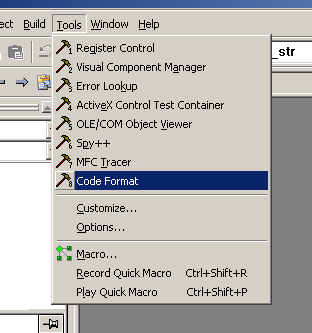 ect Build Tools Window Help
_str
Register Control
Visual Component Manager
Error Lookup
ActiveX Control Test Container
OLE/COM Object Viewer
Spy++
MFC Tracer
Code Format
Customize...
Options...
Macro...
Record Quick Macro Ctrl+Shift+R
Play Quick Macro Ctrl+Shift+P